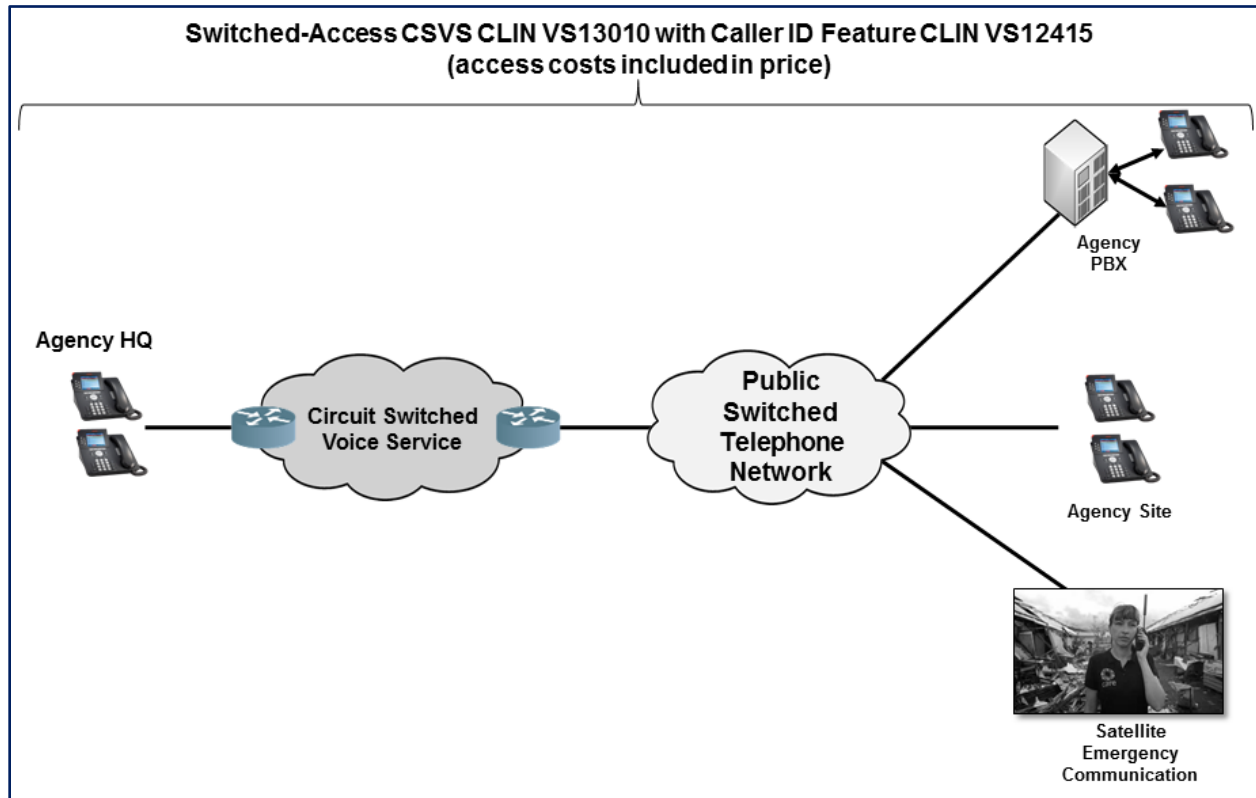 Switched-Access CSVS CLIN VS13010 with Caller ID Feature CLIN VS12415
(access costs included in price)
Agency
PBX
Agency HQ
Circuit Switched
Voice Service
Public
Switched
Telephone
Network
Agency Site
Satellite
Emergency
Communication